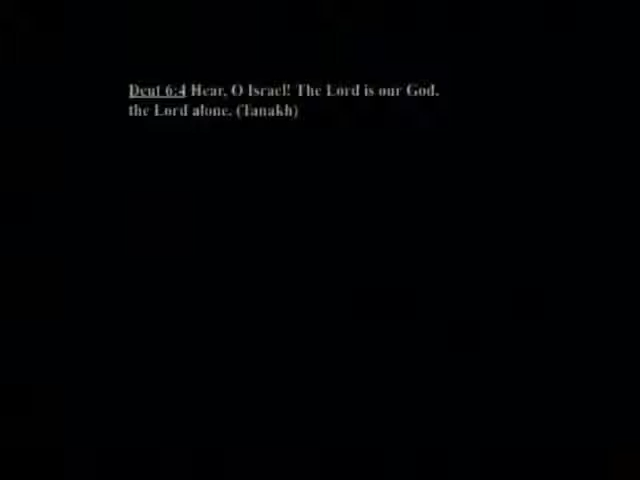 Deut 6:4 Hear, O Israel! The Lord is our God,
the Lord alone. (Tanakh)